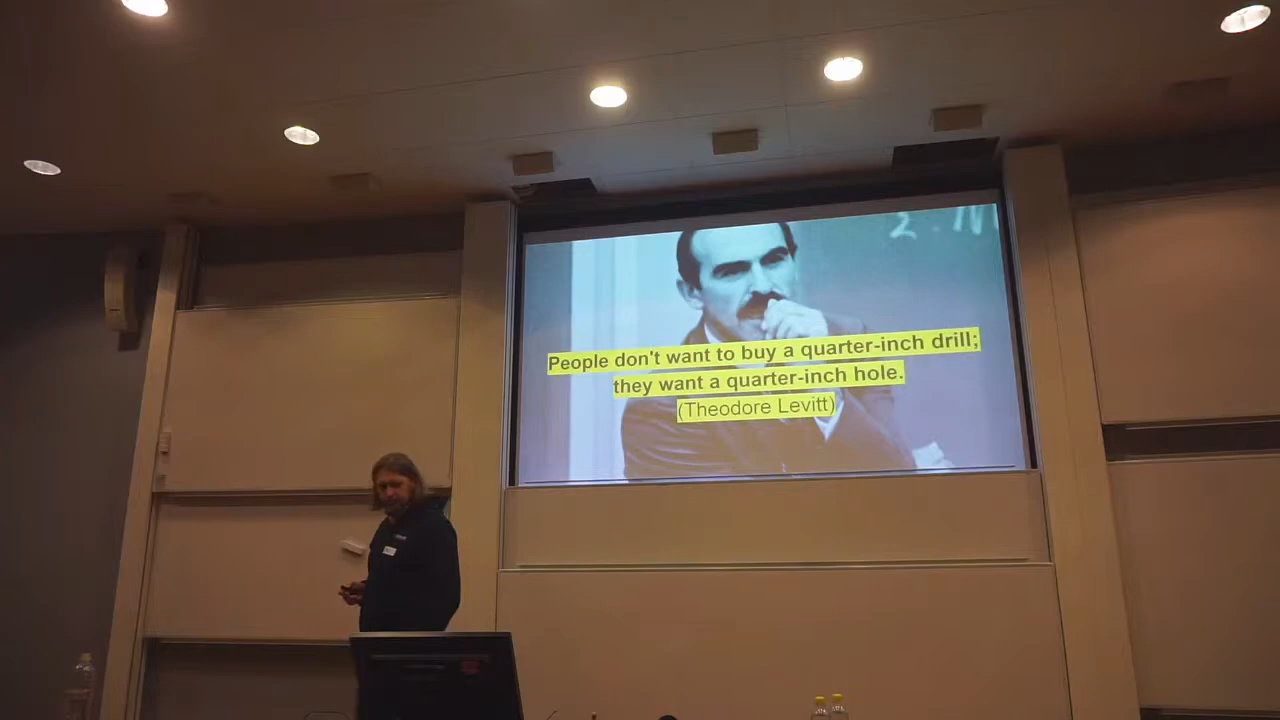 People don't want to buy a quarter-inch drill;
they want a quarter-inch hole.
(Theodore Levitt)